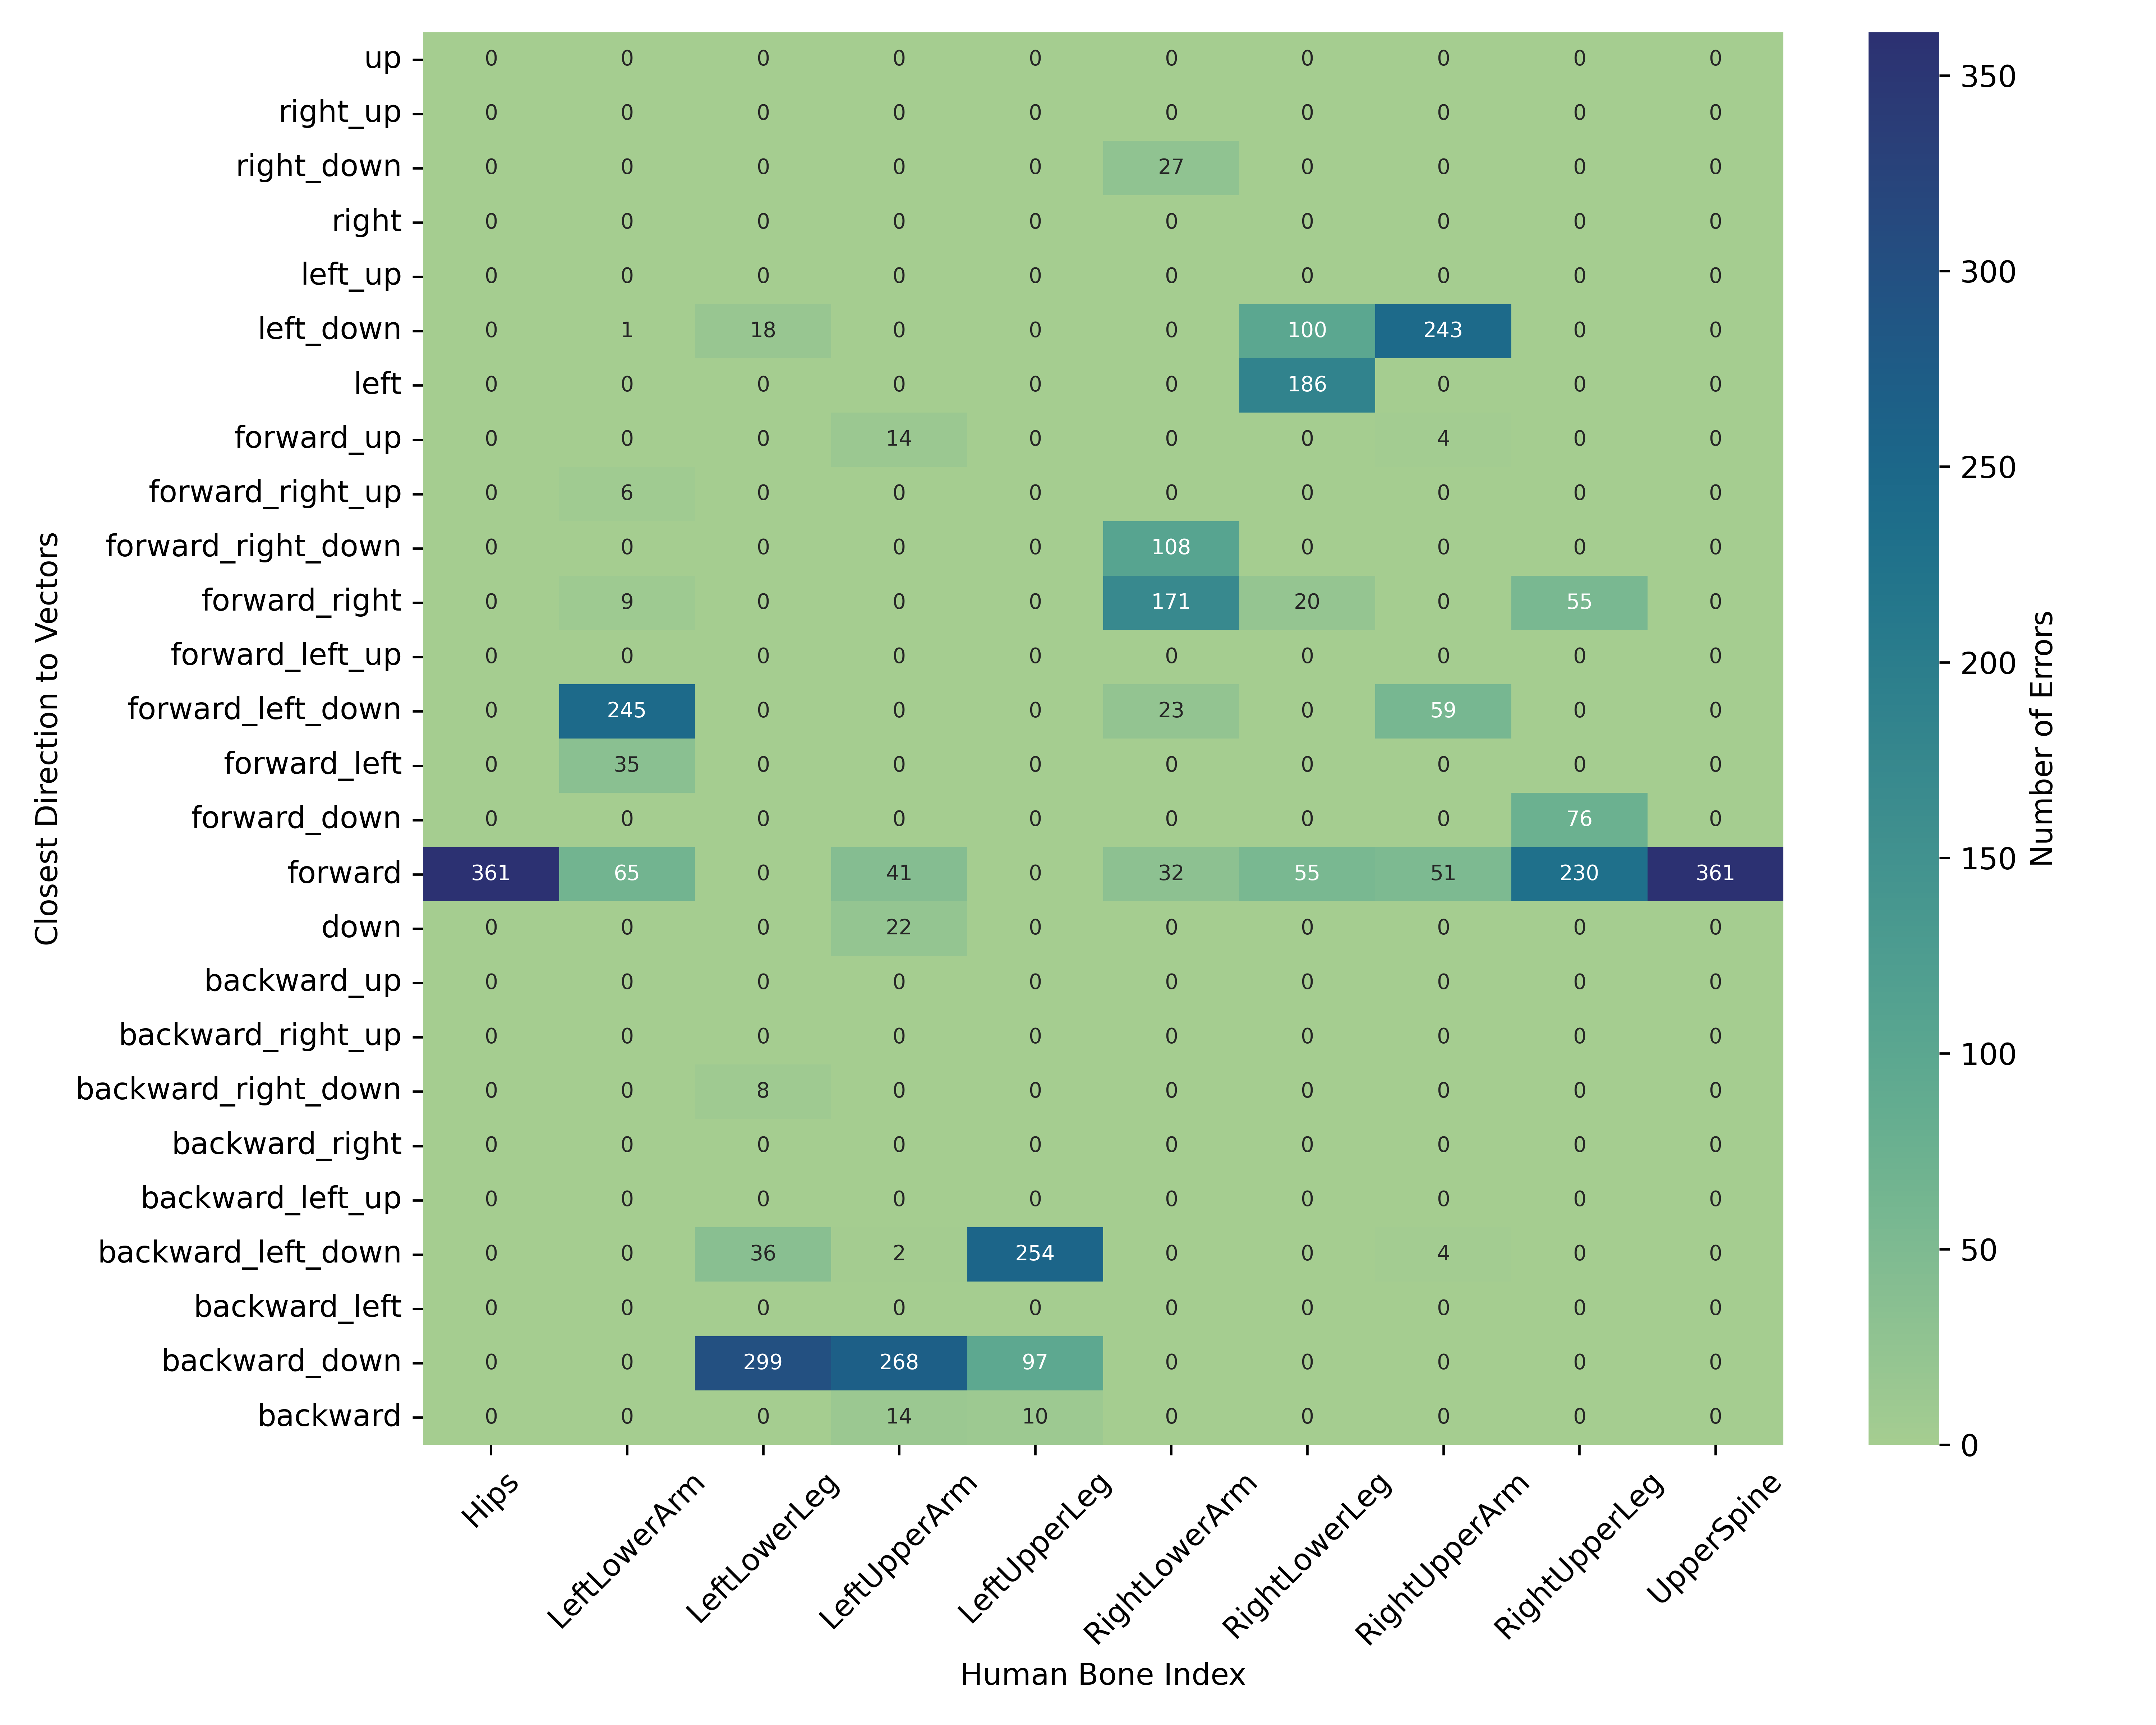 up 0 0 0 0 0 0 0 0 0 0
right_up 0 0 0 0 0 0 0 0 0 0
right_down 0 0 0 0 0 27 0 0 0 0
right 0 0 0 0 0 0 0 0 0 0
left_up 0 0 0 0 0 0 0 0 0 0
left_down 0 1 18 0 0 0 100 243 0 0
left 0 0 0 0 0 0 186 0 0 0
forward_up 0 0 0 14 0 0 0 4 0 0
forward_right_up 0 6 0 0 0 0 0 0 0 0
forward_right_down 0 0 0 0 0 108 0 0 0 0
forward_right 0 9 0 0 0 171 20 0 55 0
forward_left_up 0 0 0 0 0 0 0 0 0 0
forward_left_down 0 245 0 0 0 23 0 59 0 0
forward_left 0 35 0 0 0 0 0 0 0 0
forward_down 0 0 0 0 0 0 0 0 76 0
forward 361 65 0 41 0 32 55 51 230 361
down 0 0 0 22 0 0 0 0 0 0
backward_up 0 0 0 0 0 0 0 0 0 0
backward_right_up 0 0 0 0 0 0 0 0 0 0
backward_right_down 0 0 8 0 0 0 0 0 0 0
backward_right 0 0 0 0 0 0 0 0 0 0
backward_left_up 0 0 0 0 0 0 0 0 0 0
backward_left_down 0 0 36 2 254 0 0 4 0 0
backward_left 0 0 0 0 0 0 0 0 0 0
backward_down 0 0 299 268 97 0 0 0 0 0
backward 0 0 0 14 10 0 0 0 0 0
Hips LeftLowerArm LeftLowerLeg LeftUpperArm LeftUpperLeg RightLowerArm RightLowerLeg RightUpperArm RightUpperLeg UpperSpine
Human Bone Index
Closest Direction to Vectors
350
300
250
200
150
100
50
0
Number of Errors